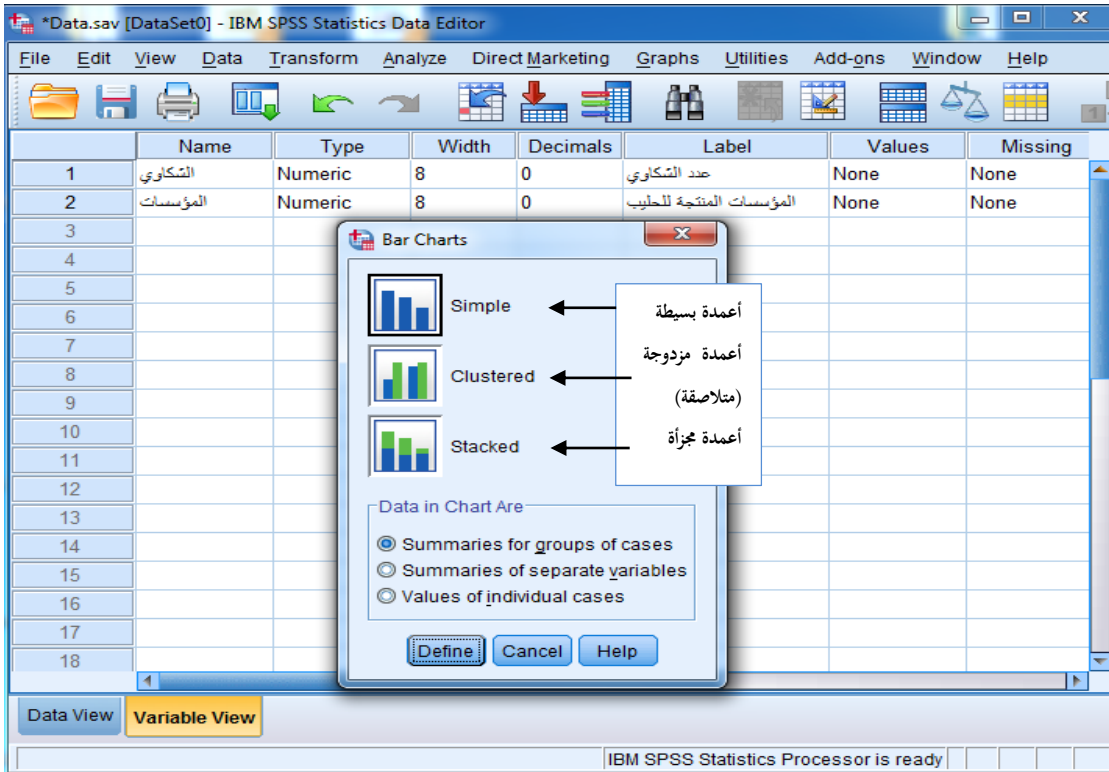 *Data.sav [DataSet0] - IBM SPSS Statistics Data Editor
File Edit View Data Transform Analyze Direct Marketing Graphs Utilities Add-ons Window Help
Name Type Width Decimals Label Values Missing
1 الشكاوي Numeric 8 0 عدد الشكاوي None None
2 المؤسسات Numeric 8 0 المؤسسات المنتجة للحليب None None
3
4
5
6
7
8
9
10
11
12
13
14
15
16
17
18
Bar Charts
Simple
Clustered
Stacked
أعمدة بسيطة
أعمدة مزدوجة
(متلاصقة)
أعمدة مجزأة
Data in Chart Are
Summaries for groups of cases
Summaries of separate variables
Values of individual cases
Define Cancel Help
Data View Variable View
IBM SPSS Statistics Processor is ready